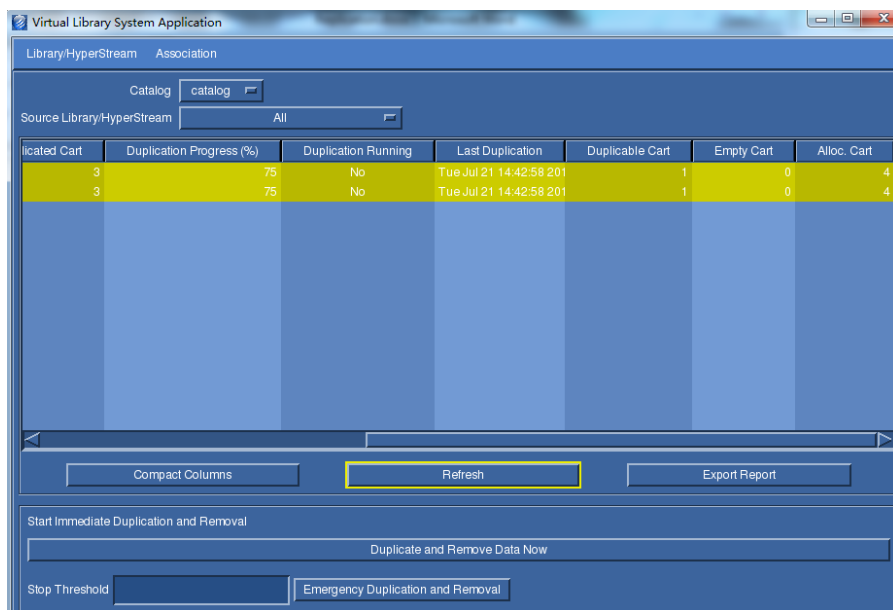 Virtual Library System Application
Library/HyperStream Association
Catalog catalog
Source Library/HyperStream All
licated Cart Duplication Progress (%) Duplication Running Last Duplication Duplicable Cart Empty Cart Alloc. Cart
3 75 No Tue Jul 21 14:42:58 201 1 0 4
3 75 No Tue Jul 21 14:42:58 201 1 0 4
Compact Columns Refresh Export Report
Start Immediate Duplication and Removal
Duplicate and Remove Data Now
Stop Threshold Emergency Duplication and Removal